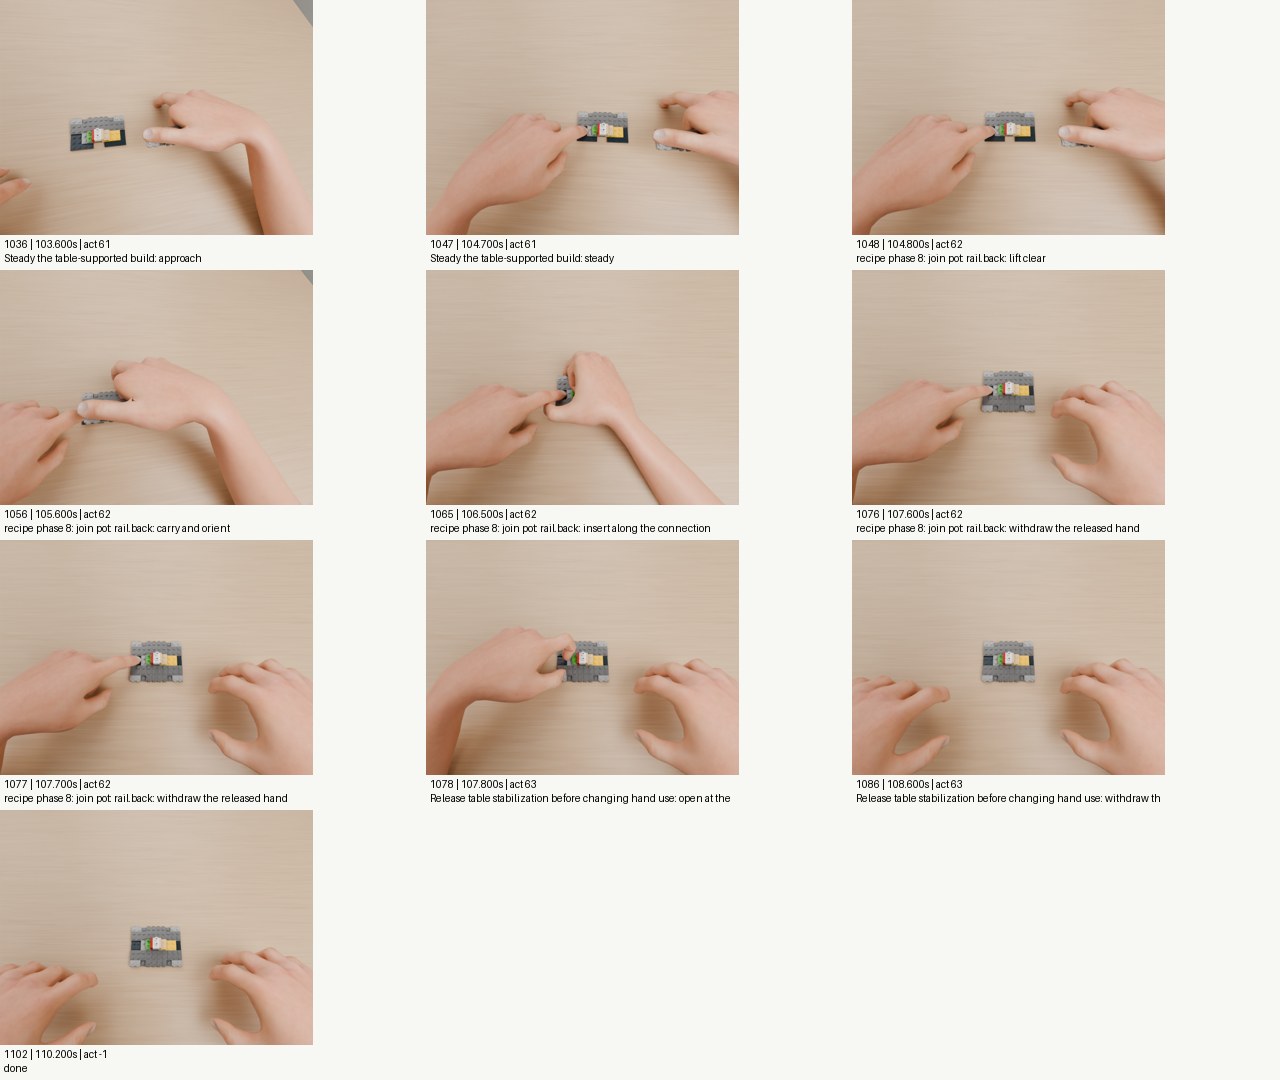 1036 | 103.600s | act 61
Steady the table-supported build: approach
1047 | 104.700s | act 61
Steady the table-supported build: steady
1048 | 104.800s | act 62
recipe phase 8: join pot: rail.back: lift clear
1056 | 105.600s | act 62
recipe phase 8: join pot: rail.back: carry and orient
1065 | 106.500s | act 62
recipe phase 8: join pot: rail.back: insert along the connection
1076 | 107.600s | act 62
recipe phase 8: join pot: rail.back: withdraw the released hand
1077 | 107.700s | act 62
recipe phase 8: join pot: rail.back: withdraw the released hand
1078 | 107.800s | act 63
Release table stabilization before changing hand use: open at the
1086 | 108.600s | act 63
Release table stabilization before changing hand use: withdraw th
1102 | 110.200s | act -1
done